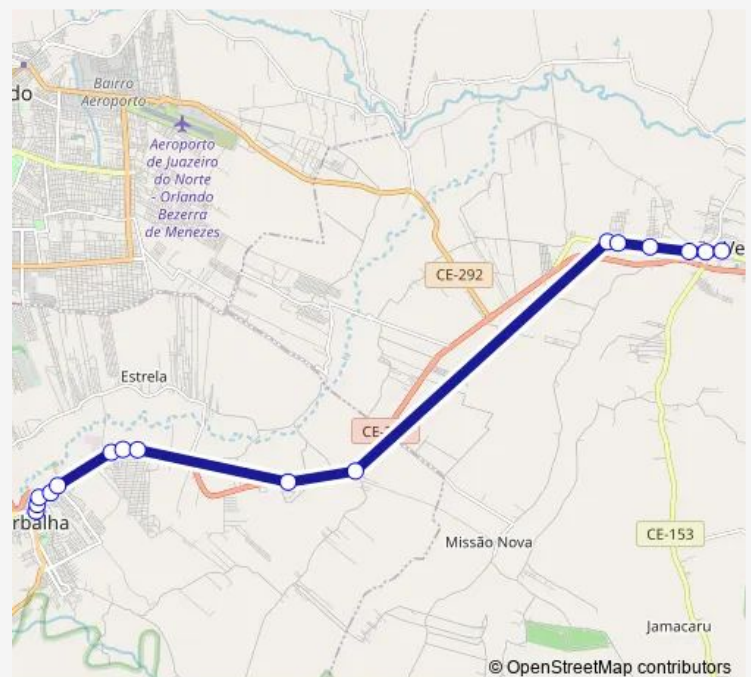 do
Bairro
Aeroporto
Aeroporto
de Juazeiro
do Norte
- Orlando
Bezerra
de Menezes
Ve
CE-292
Estrela
CE-
rbalha
Missão Nova
CE-153
Jamacaru
© OpenStreetMap contributors